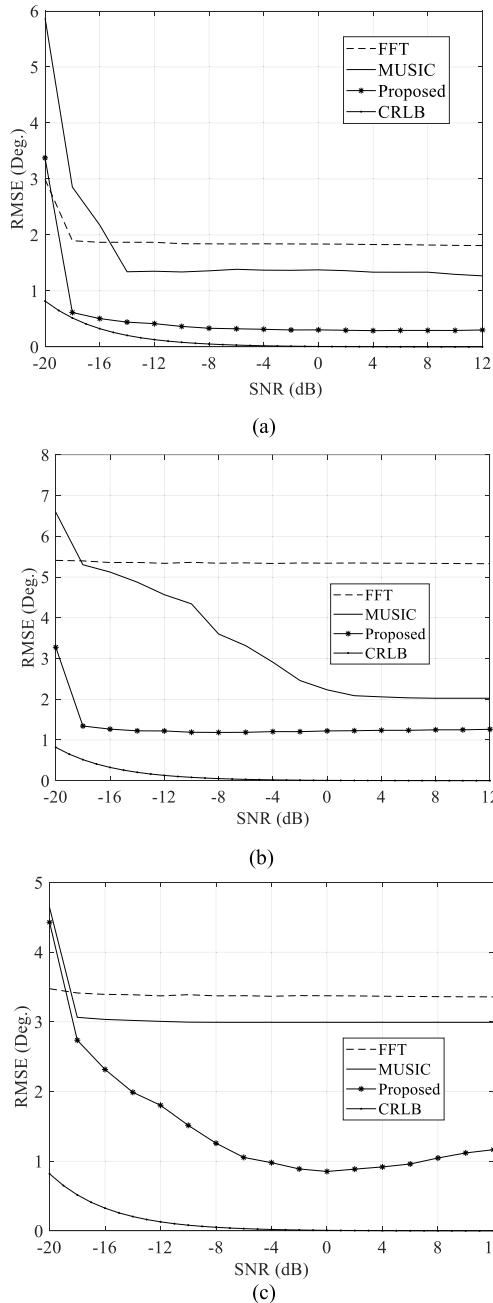 6
5
4
3
2
1
0
RMSE (Deg.)
FFT
MUSIC
Proposed
CRLB
-20 -16 -12 -8 -4 0 4 8 12
SNR (dB)
(a)
8
7
6
5
4
3
2
1
0
RMSE (Deg.)
FFT
MUSIC
Proposed
CRLB
-20 -16 -12 -8 -4 0 4 8 12
SNR (dB)
(b)
5
4
3
2
1
0
RMSE (Deg.)
FFT
MUSIC
Proposed
CRLB
-20 -16 -12 -8 -4 0 4 8 12
SNR (dB)
(c)